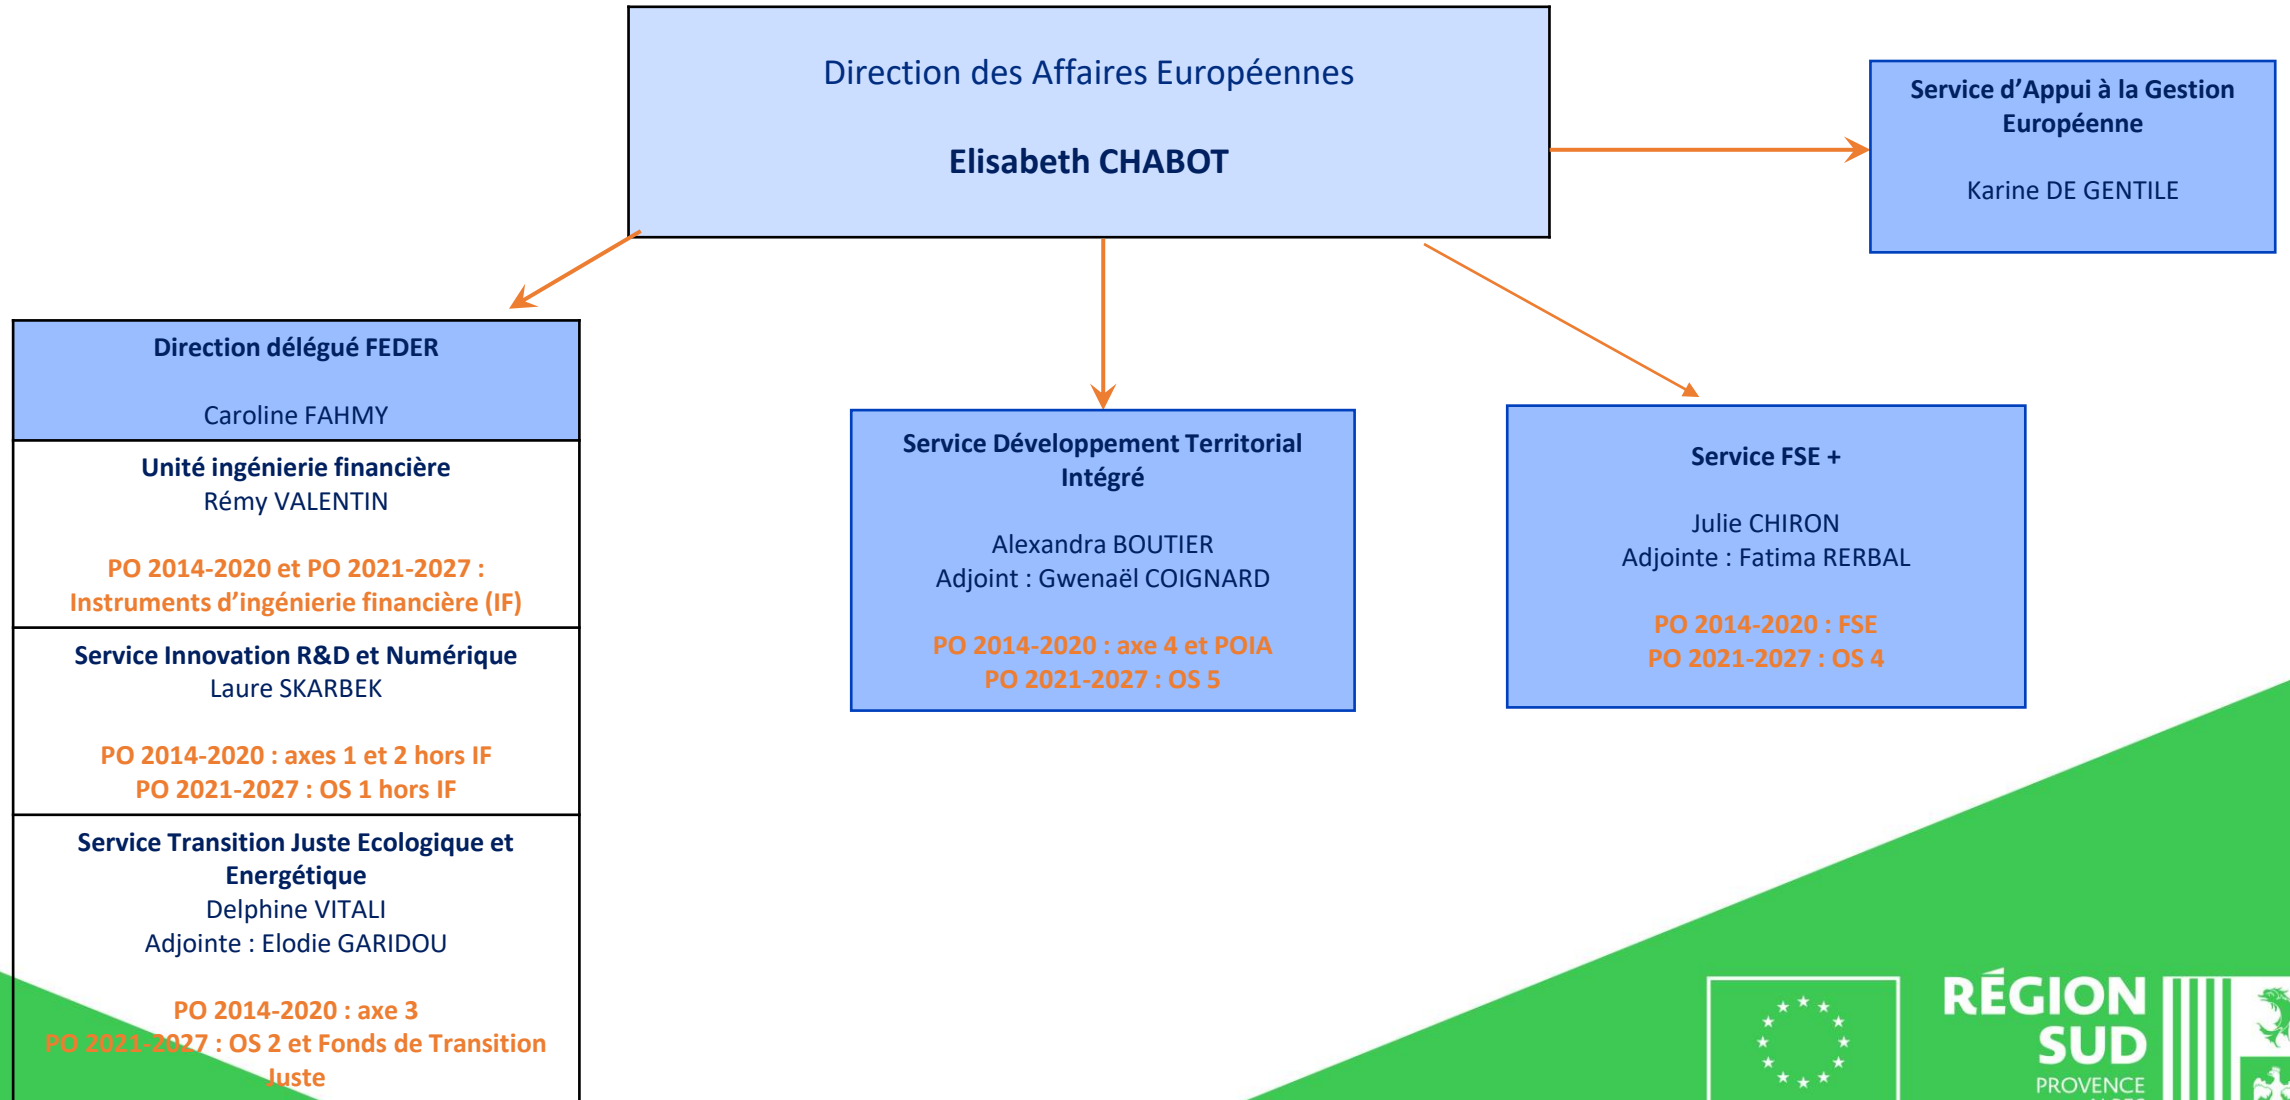 Direction des Affaires Européennes
Elisabeth CHABOT
Service d’Appui à la Gestion
Européenne
Karine DE GENTILE
Direction délégué FEDER
Caroline FAHMY
Unité ingénierie financière
Rémy VALENTIN
PO 2014-2020 et PO 2021-2027 :
Instruments d’ingénierie financière (IF)
Service Innovation R&D et Numérique
Laure SKARBEK
PO 2014-2020 : axes 1 et 2 hors IF
PO 2021-2027 : OS 1 hors IF
Service Transition Juste Ecologique et
Energétique
Delphine VITALI
Adjointe : Elodie GARIDOU
PO 2014-2020 : axe 3
PO 2021-2027 : OS 2 et Fonds de Transition
Juste
Service Développement Territorial
Intégré
Alexandra BOUTIER
Adjoint : Gwenaël COIGNARD
PO 2014-2020 : axe 4 et POIA
PO 2021-2027 : OS 5
Service FSE +
Julie CHIRON
Adjointe : Fatima RERBAL
PO 2014-2020 : FSE
PO 2021-2027 : OS 4
RÉGION
SUD
PROVENCE